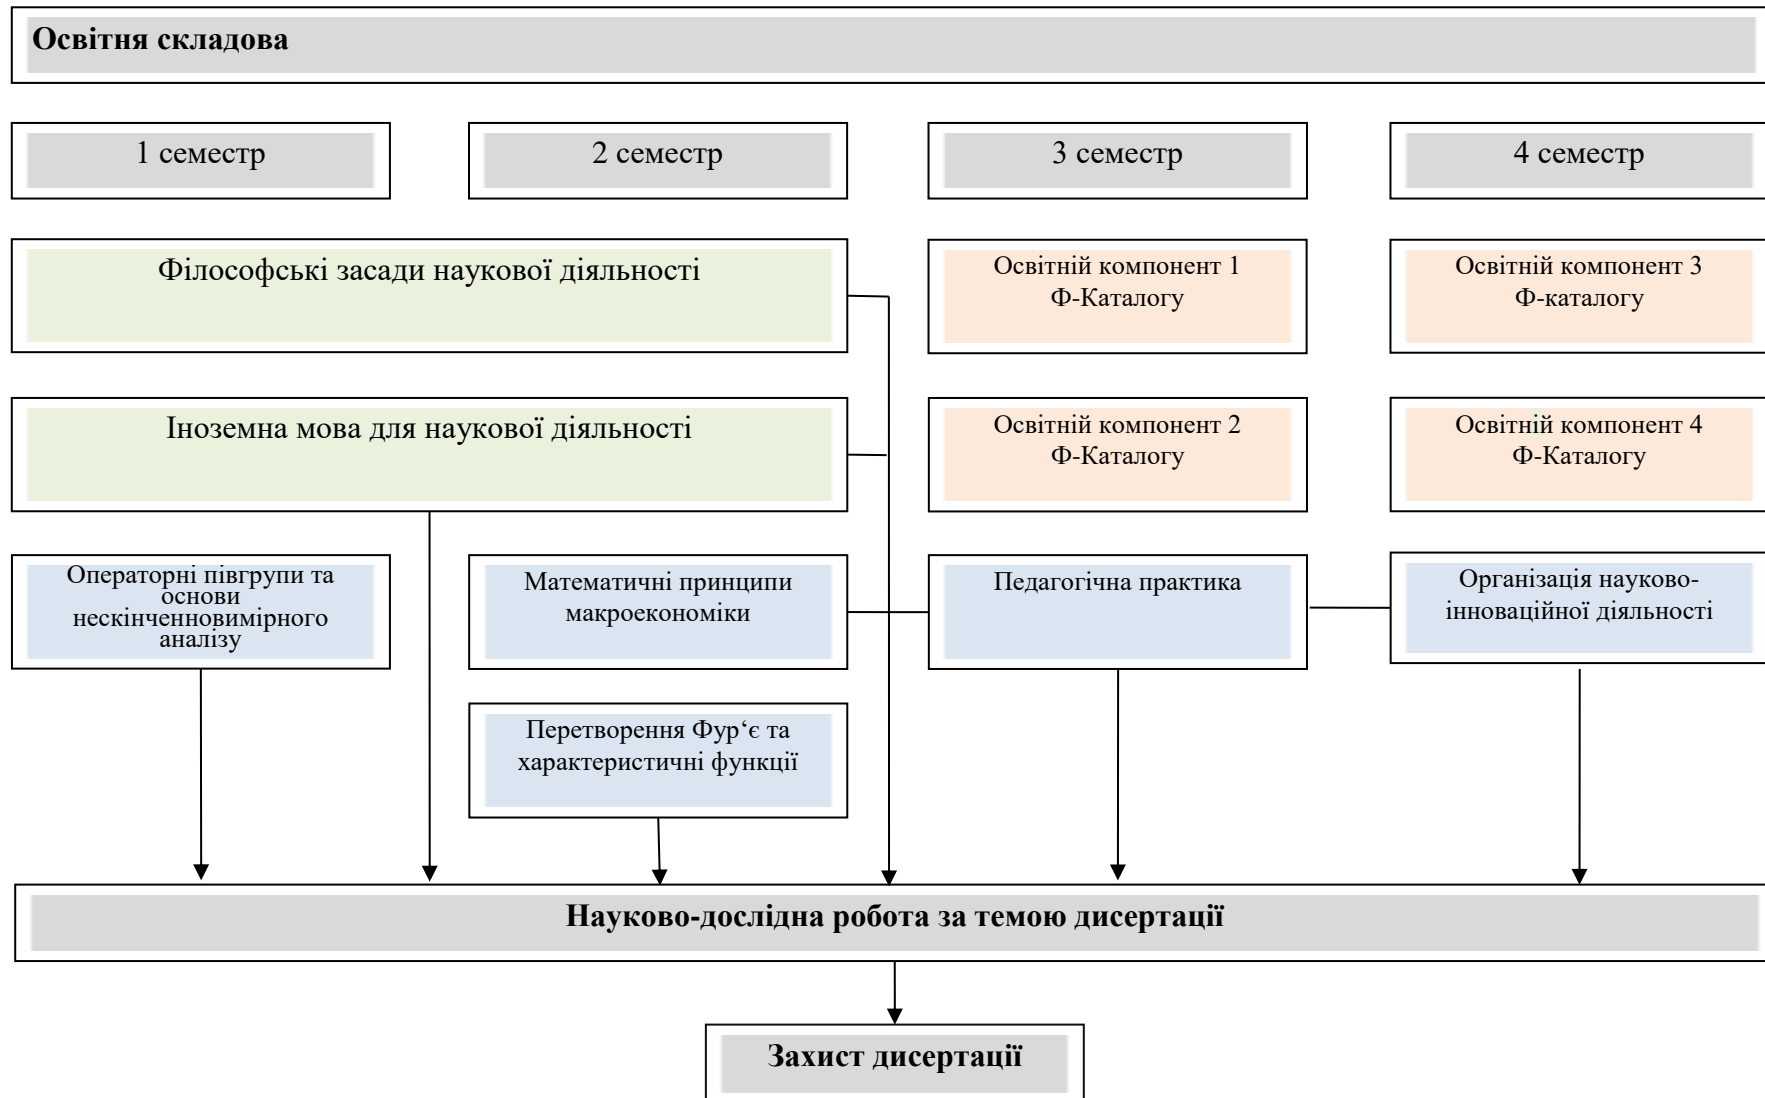 Освітня складова
1 семестр
2 семестр
3 семестр
4 семестр
Філософські засади наукової діяльності
Освітній компонент 1
Ф-Каталогу
Освітній компонент 3
Ф-каталогу
Іноземна мова для наукової діяльності
Освітній компонент 2
Ф-Каталогу
Освітній компонент 4
Ф-Каталогу
Операторні півгрупи та
основи
нескінченновимірного
аналізу
Математичні принципи
макроекономіки
Педагогічна практика
Організація науково-
інноваційної діяльності
Перетворення Фур‘є та
характеристичні функції
Науково-дослідна робота за темою дисертації
Захист дисертації